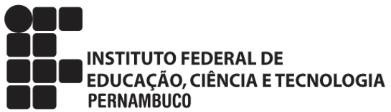 INSTITUTO FEDERAL DE
EDUCAÇÃO, CIÊNCIA E TECNOLOGIA
PERNAMBUCO